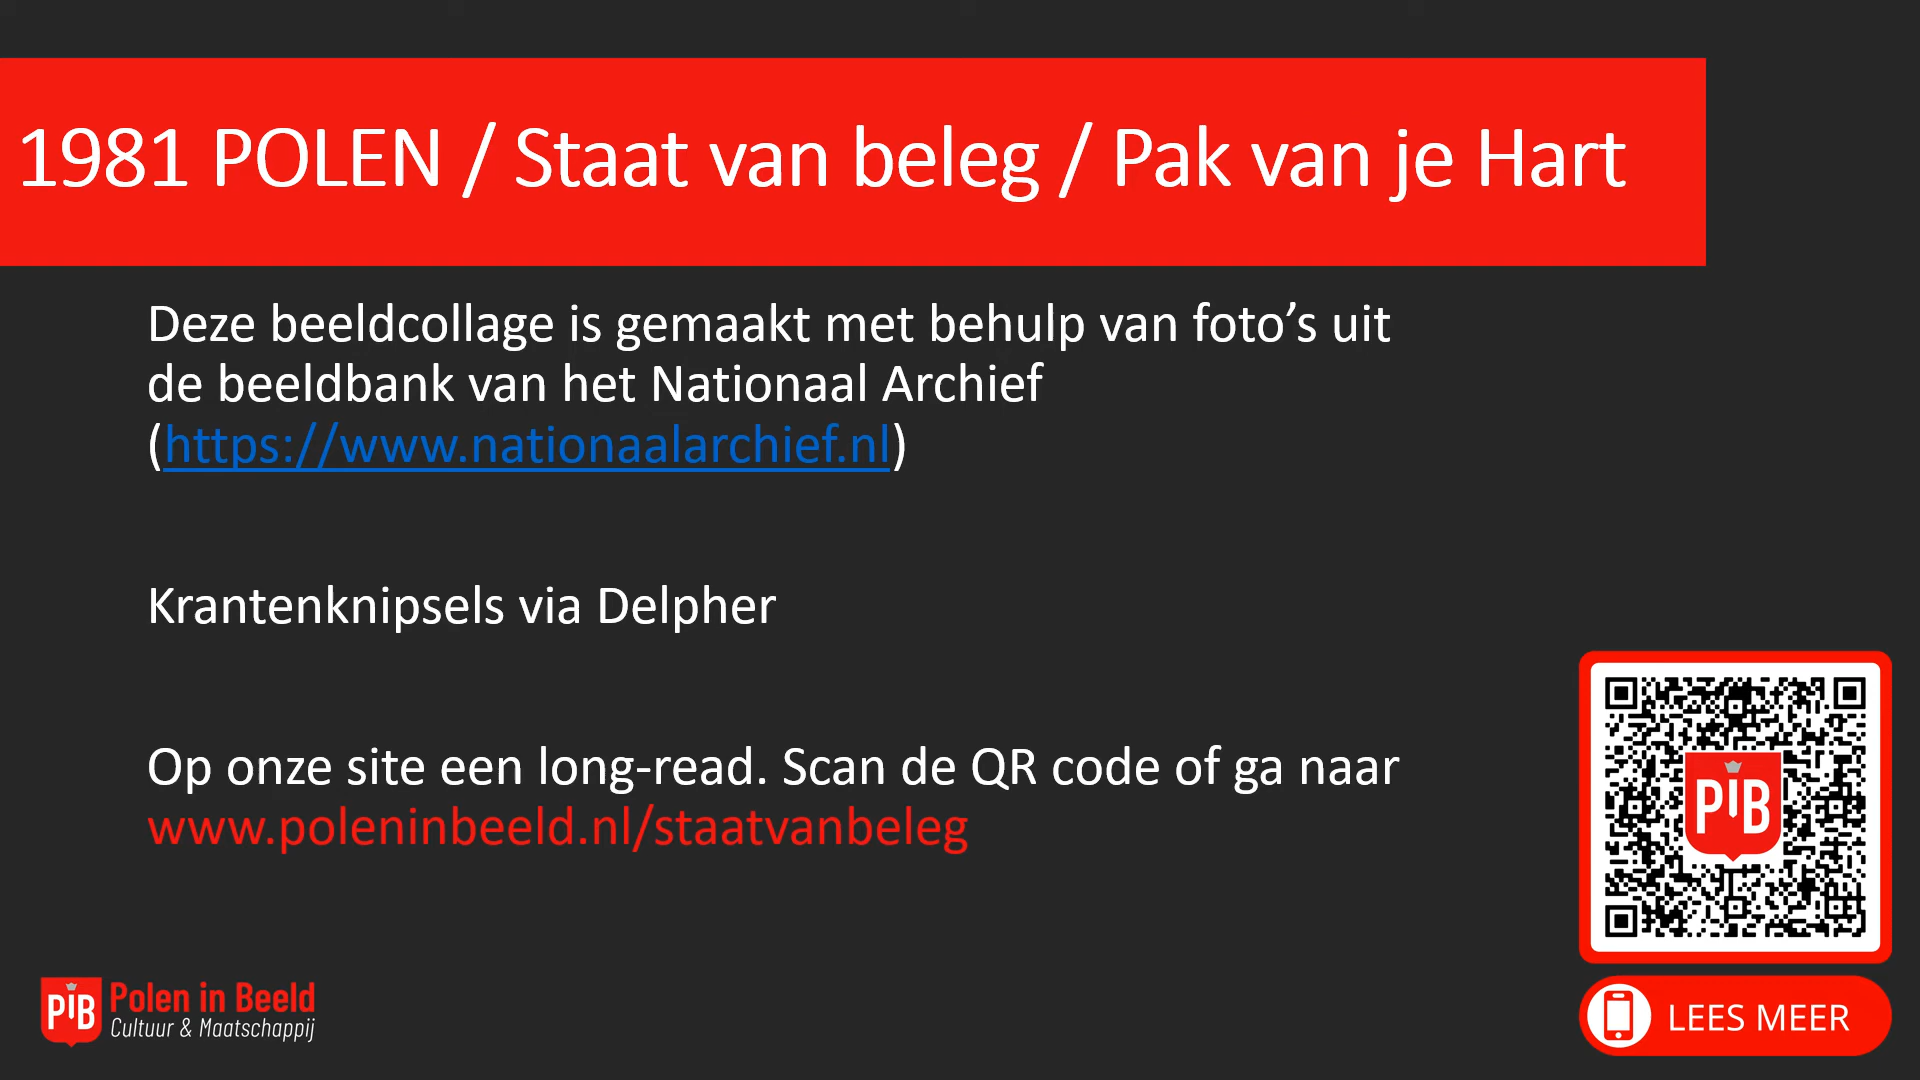 1981 POLEN / Staat van beleg / Pak van je Hart
Deze beeldcollage is gemaakt met behulp van foto’s uit
de beeldbank van het Nationaal Archief
(https://www.nationaalarchief.nl)
Krantenknipsels via Delpher
Op onze site een long-read. Scan de QR code of ga naar
www.poleninbeeld.nl/staatvanbeleg
PiB
PiB Polen in Beeld
Cultuur & Maatschappij
LEES MEER